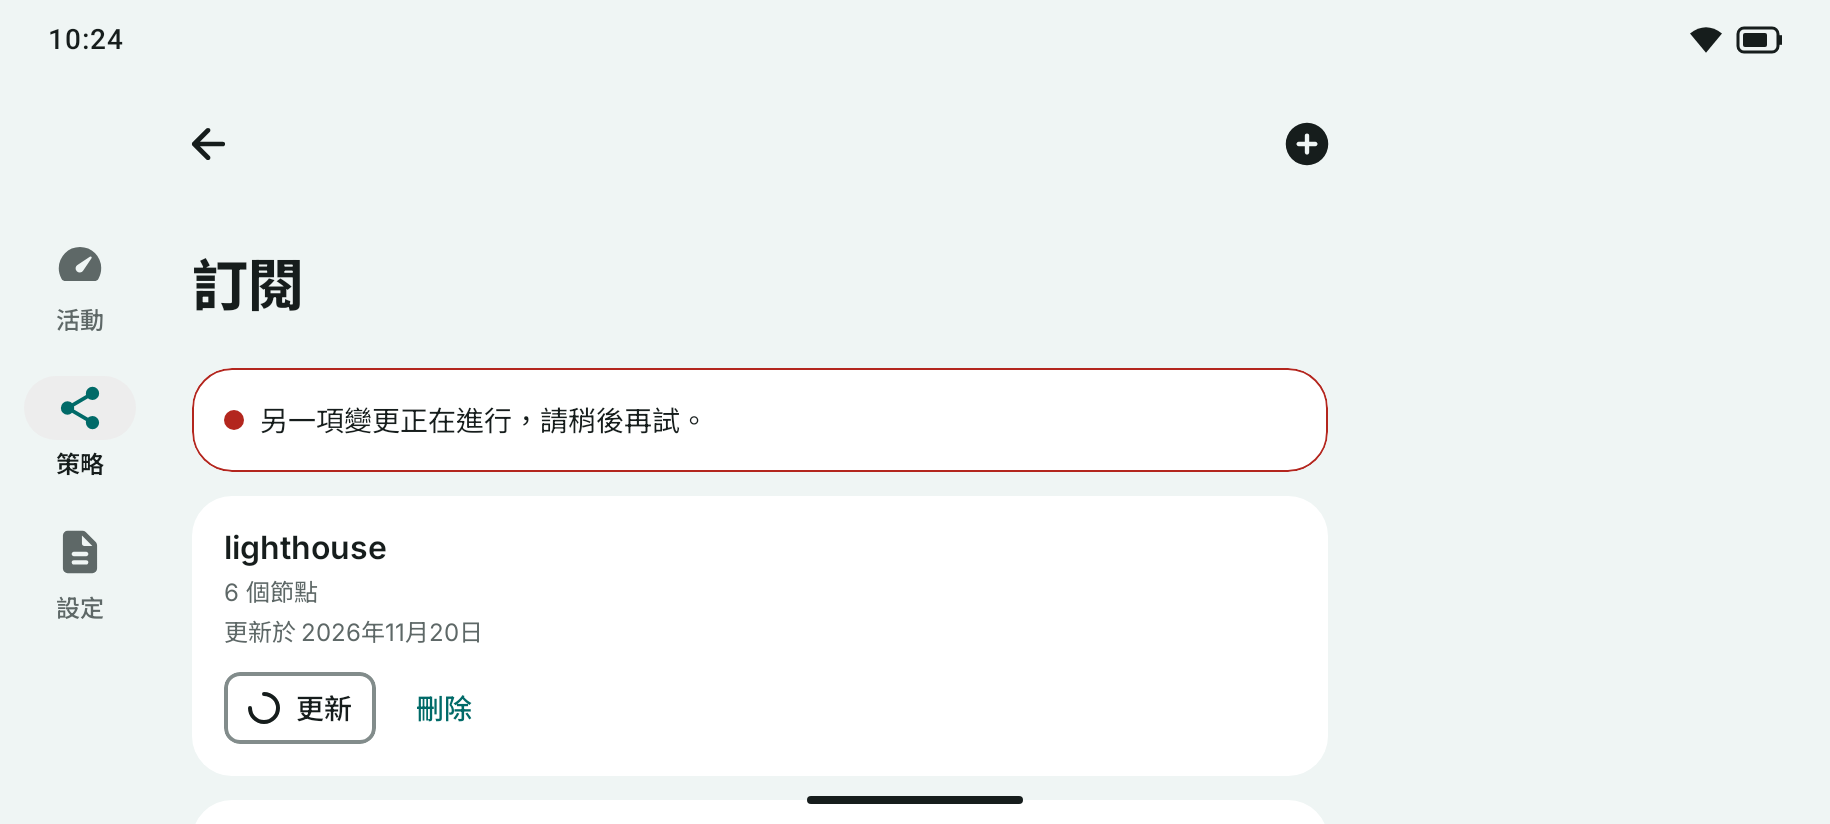 10:24
活動
策略
設定
訂閱
另一項變更正在進行，請稍後再試。
lighthouse
6 個節點
更新於 2026年11月20日
更新
刪除